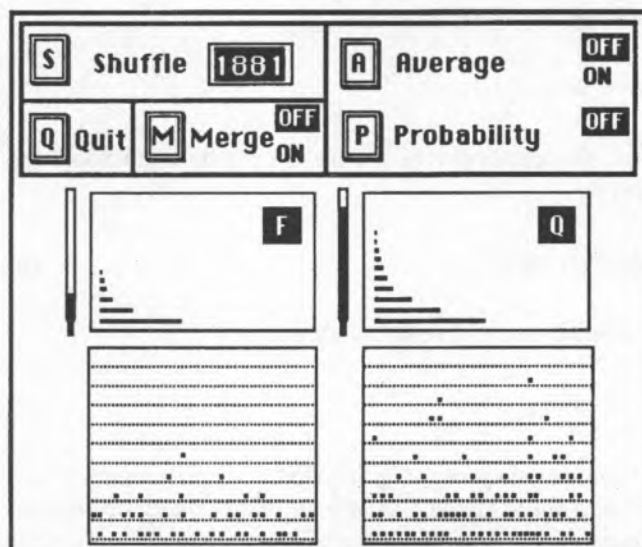 S Shuffle 1881
A Average OFF
ON
Q Quit M Merge OFF
ON
P Probability OFF
F
Q